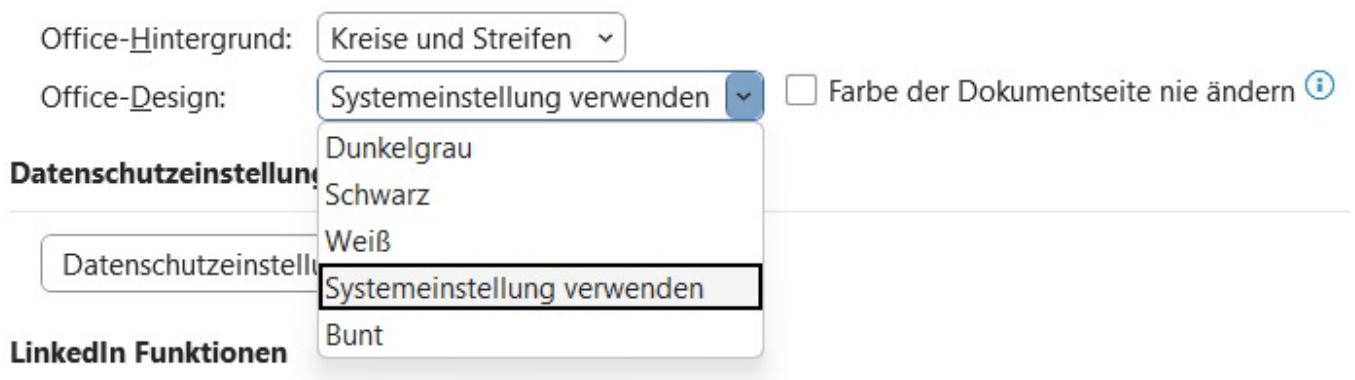 Office-Hintergrund: Kreise und Streifen
Office-Design: Systemeinstellung verwenden Farbe der Dokumentseite nie ändern
Dunkelgrau
Datenschutzeinstellung
Schwarz
Weiß
Datenschutzeinstellu
Systemeinstellung verwenden
Bunt
LinkedIn Funktionen